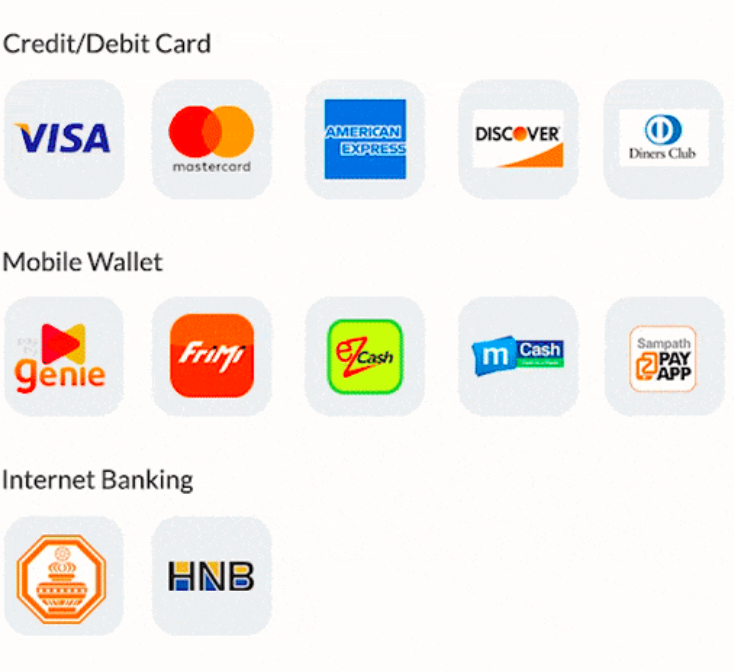 Credit/Debit Card
VISA
mastercard
AMERICAN
EXPRESS
DISCOVER
Diners Club
Mobile Wallet
pay
by
genie
FriMi
eZ Cash
m Cash
Sampath
PAY
APP
Internet Banking
HNB